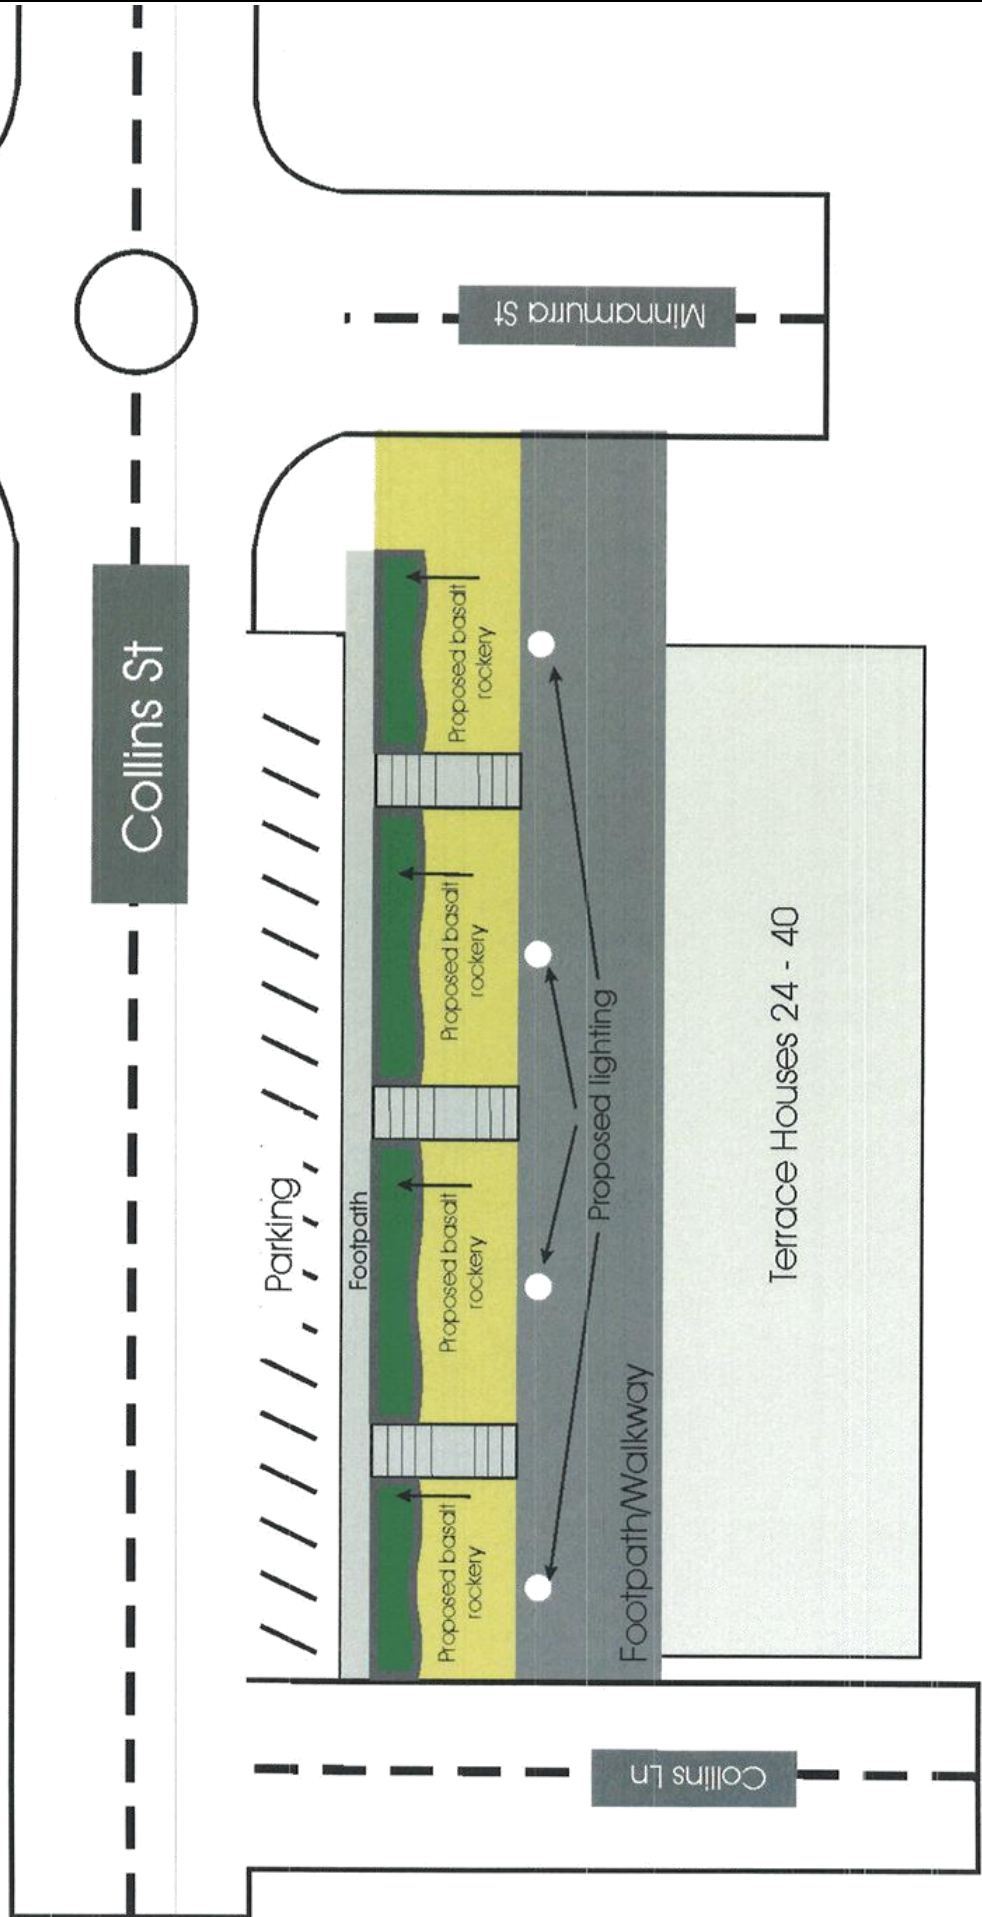 Collins St
Minnamurra St
Parking
Footpath
Proposed basalt
rockery
Proposed basalt
rockery
Proposed basalt
rockery
Proposed basalt
rockery
Proposed lighting
Footpath/Walkway
Terrace Houses 24 - 40
Collins Ln